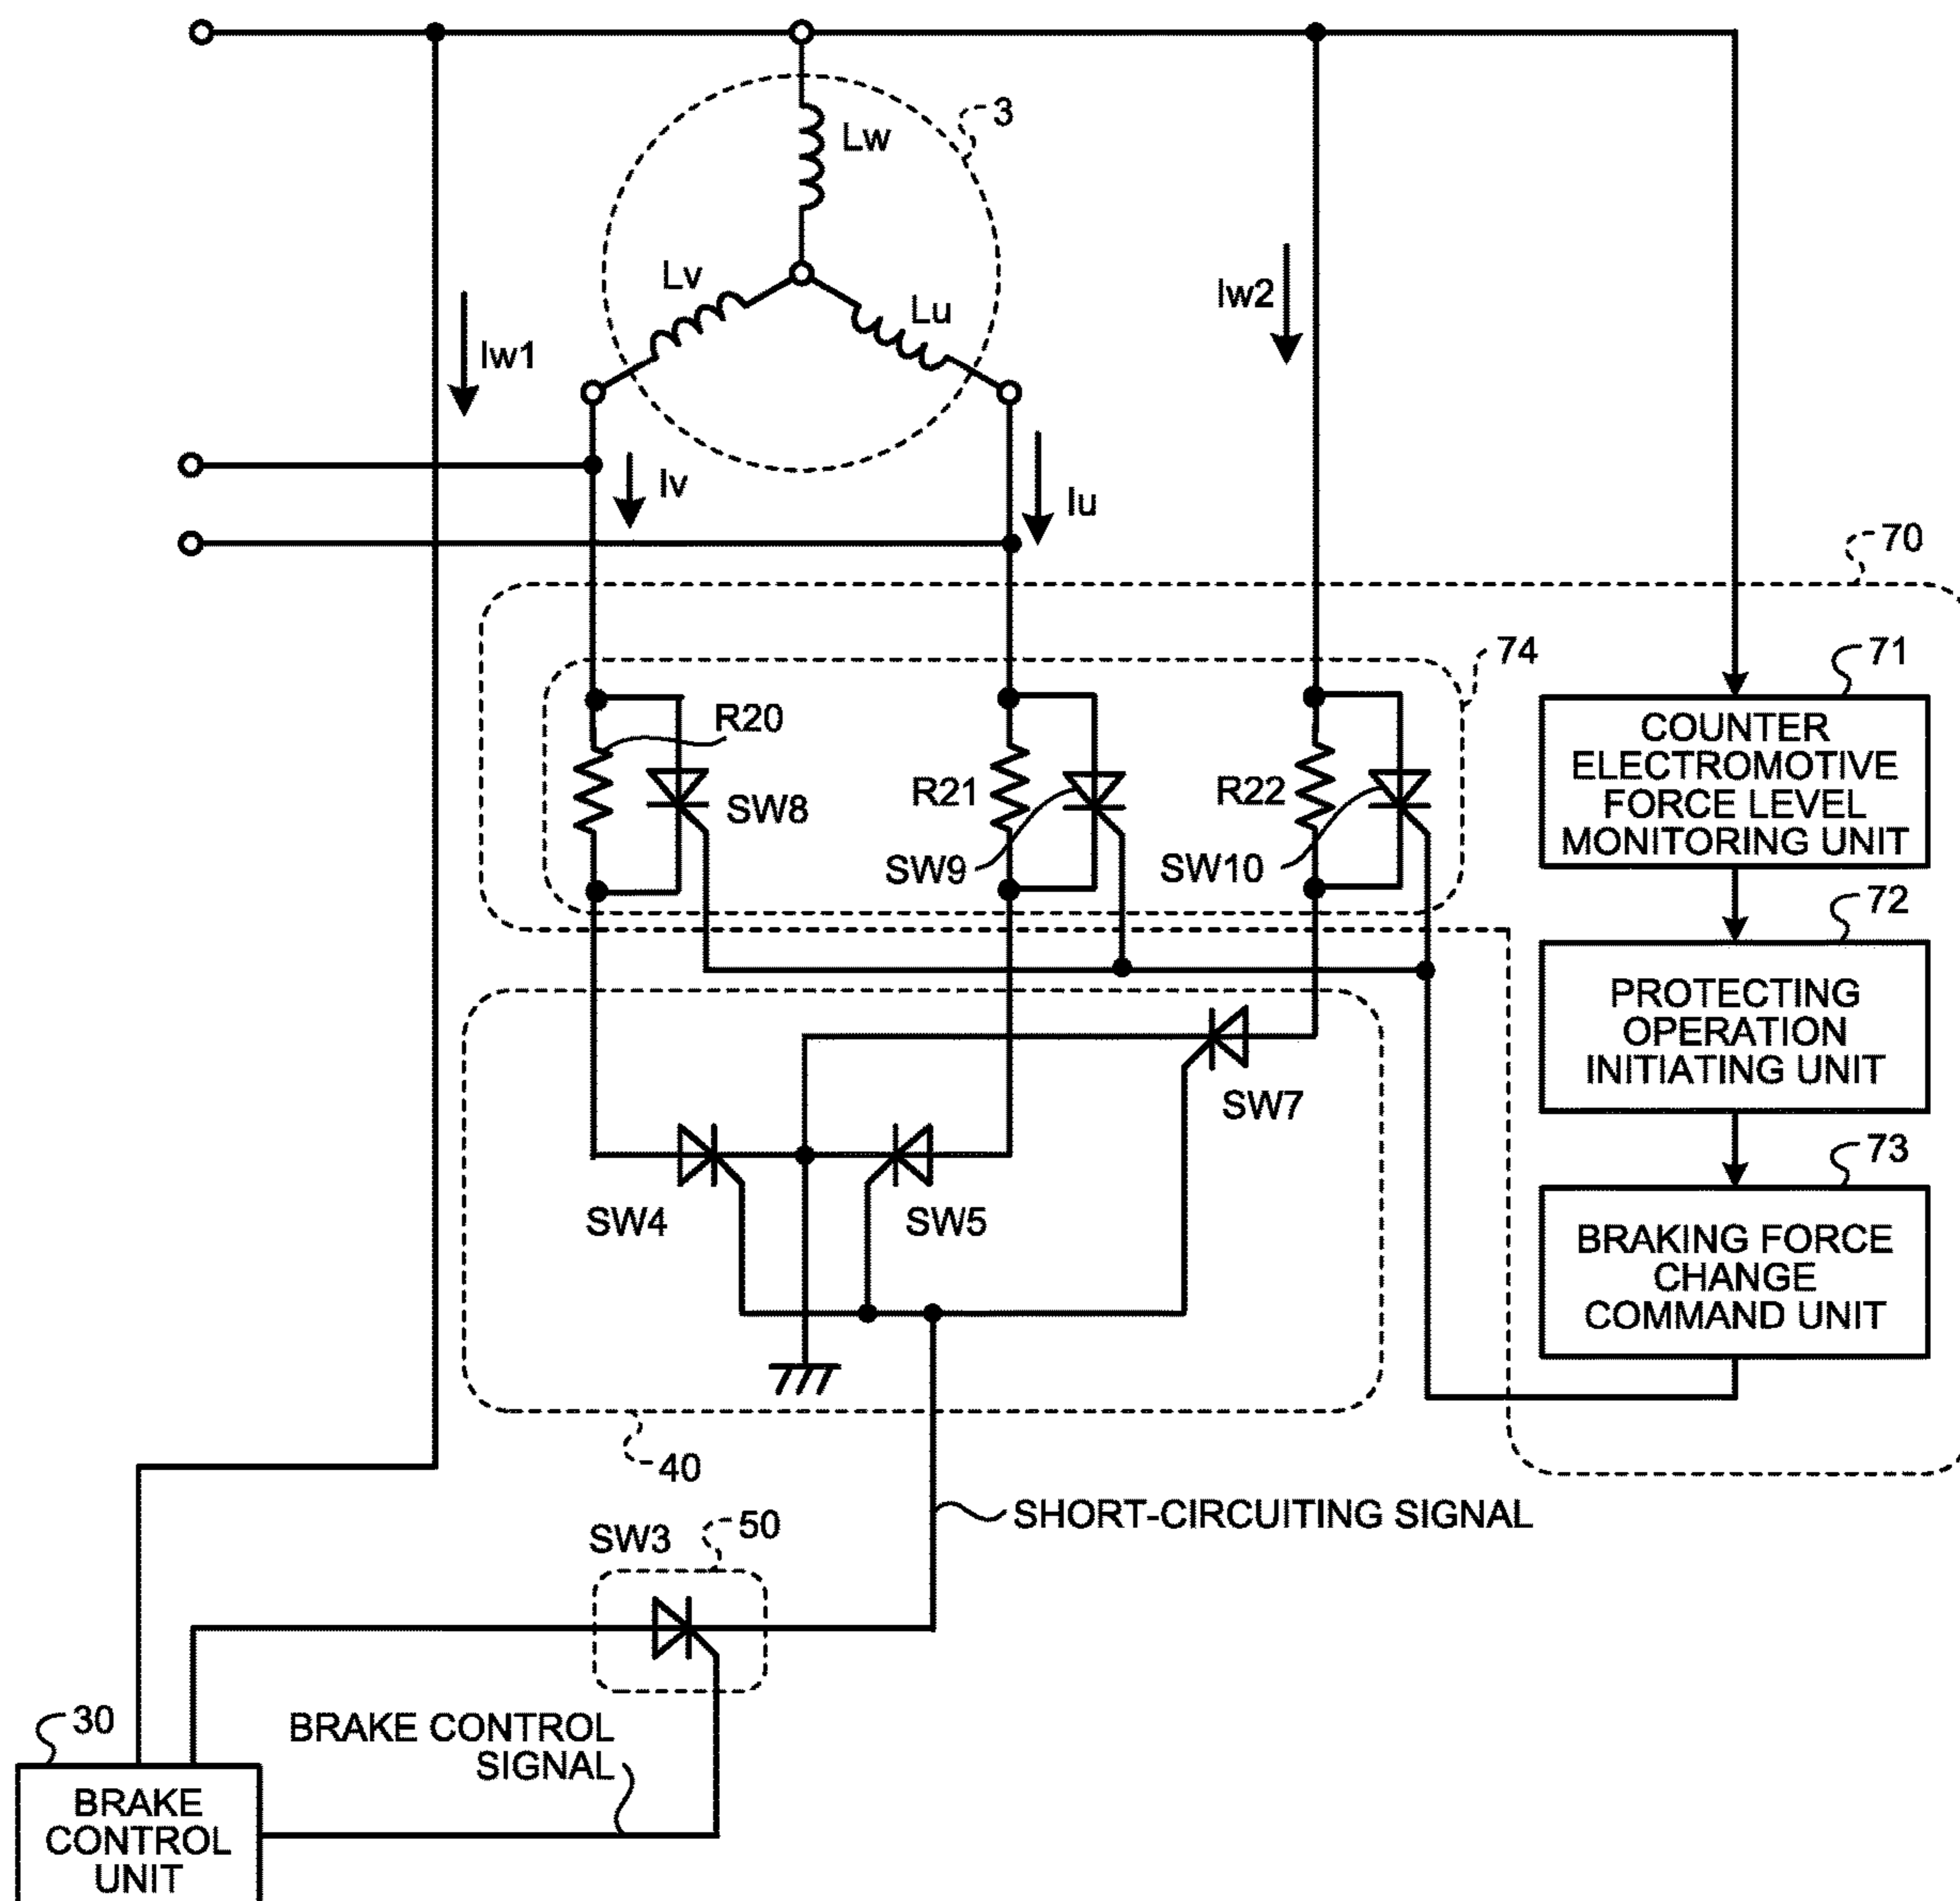 3
Lw
Lv
Lu
Iw2
Iw1
Iv
Iu
70
74
71
R20
COUNTER
ELECTROMOTIVE
FORCE LEVEL
MONITORING UNIT
R21
R22
SW8
SW9
SW10
72
PROTECTING
OPERATION
INITIATING UNIT
SW7
73
SW4
SW5
BRAKING FORCE
CHANGE
COMMAND UNIT
40
SHORT-CIRCUITING SIGNAL
SW3
50
30
BRAKE CONTROL
SIGNAL
BRAKE
CONTROL
UNIT